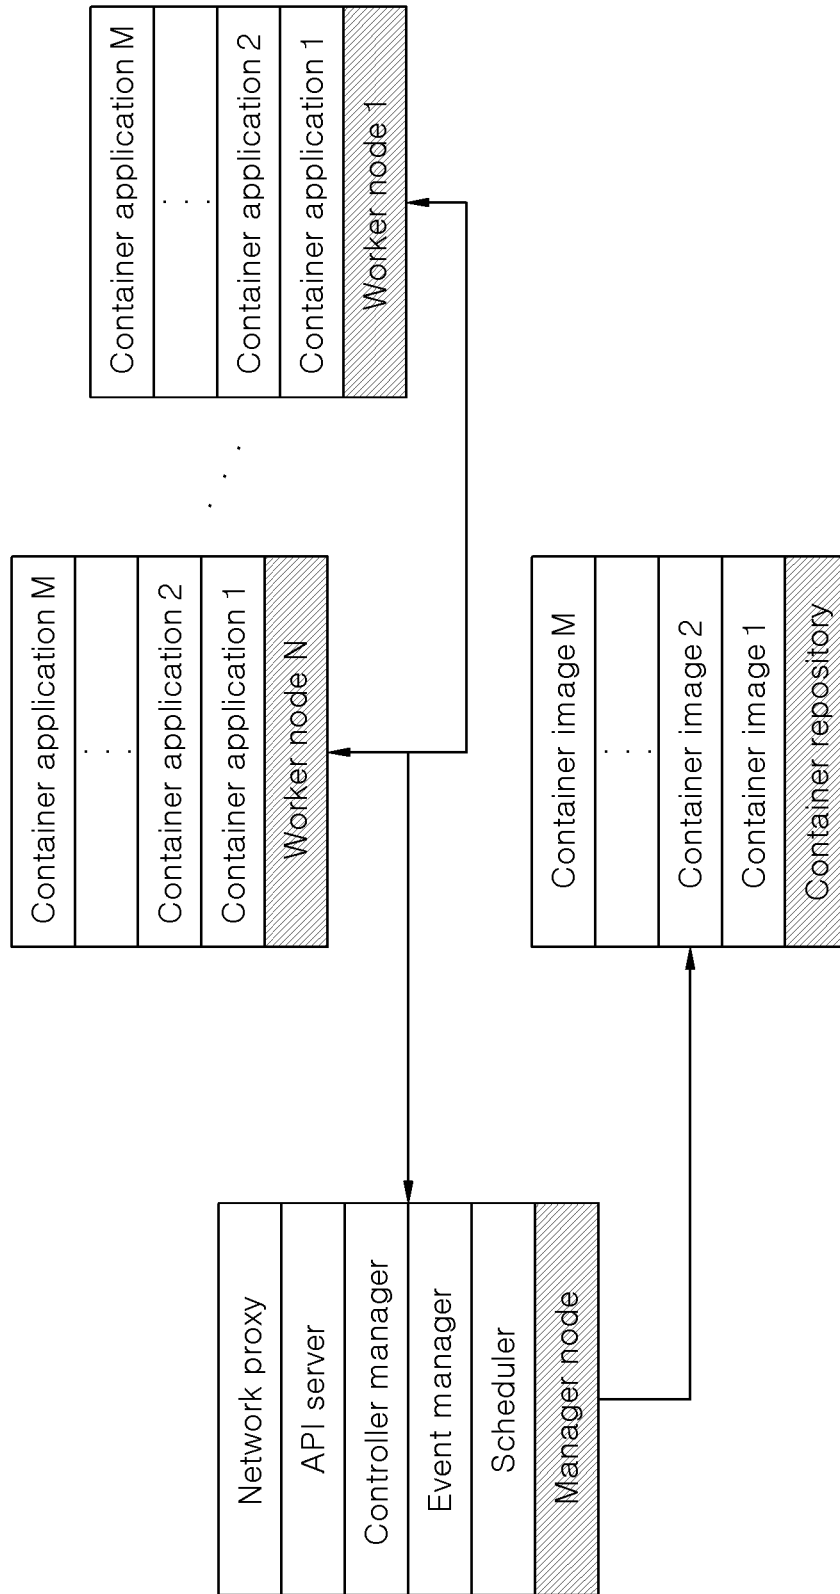 Network proxy
API server
Controller manager
Event manager
Scheduler
Manager node
Container application M
. . .
Container application 2
Container application 1
Worker node N
. . .
Container application M
. . .
Container application 2
Container application 1
Worker node 1
Container image M
. . .
Container image 2
Container image 1
Container repository